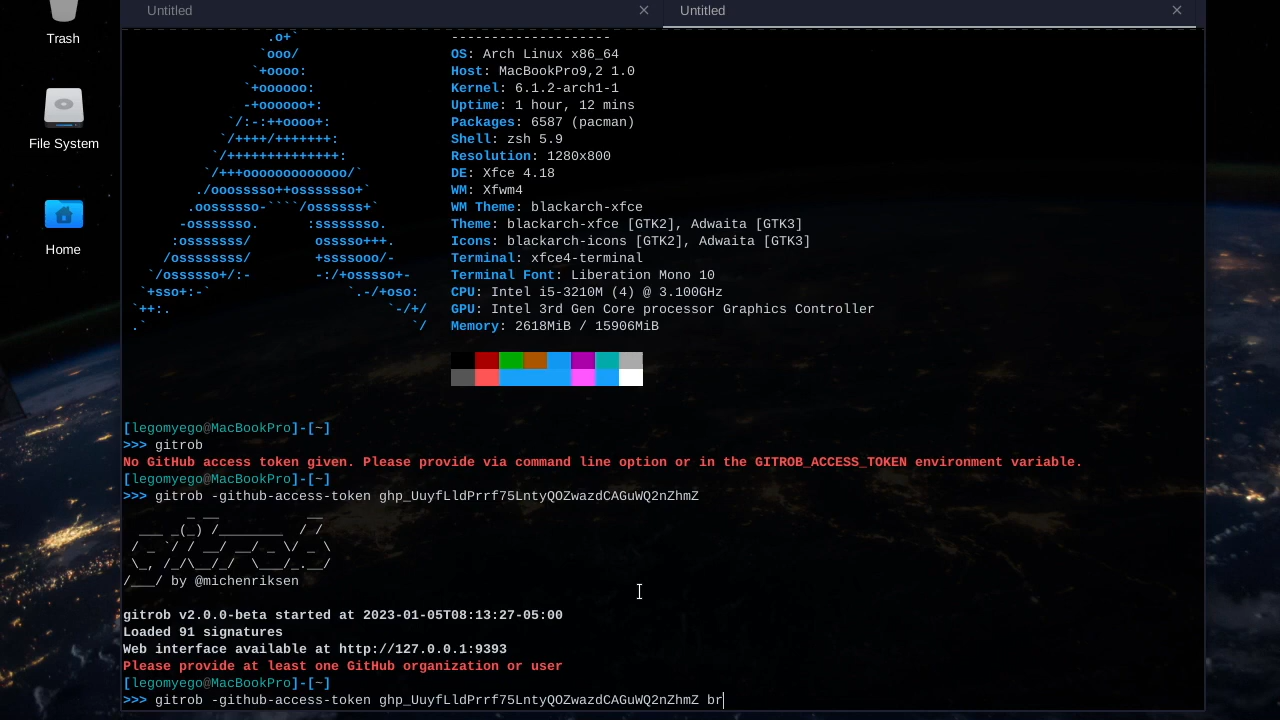 Untitled
Untitled
Trash
File System
Home
--------------------
OS: Arch Linux x86_64
Host: MacBookPro9,2 1.0
Kernel: 6.1.2-arch1-1
Uptime: 1 hour, 12 mins
Packages: 6587 (pacman)
Shell: zsh 5.9
Resolution: 1280x800
DE: Xfce 4.18
WM: Xfwm4
WM Theme: blackarch-xfce
Theme: blackarch-xfce [GTK2], Adwaita [GTK3]
Icons: blackarch-icons [GTK2], Adwaita [GTK3]
Terminal: xfce4-terminal
Terminal Font: Liberation Mono 10
CPU: Intel i5-3210M (4) @ 3.100GHz
GPU: Intel 3rd Gen Core processor Graphics Controller
Memory: 2618MiB / 15906MiB
[legomyego@MacBookPro]-[~]
>>> gitrob
No GitHub access token given. Please provide via command line option or in the GITROB_ACCESS_TOKEN environment variable.
[legomyego@MacBookPro]-[~]
>>> gitrob -github-access-token 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
by @michenriksen
gitrob v2.0.0-beta started at 2023-01-05T08:13:27-05:00
Loaded 91 signatures
Web interface available at http://127.0.0.1:9393
Please provide at least one GitHub organization or user
[legomyego@MacBookPro]-[~]
>>> gitrob -github-access-token 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 br